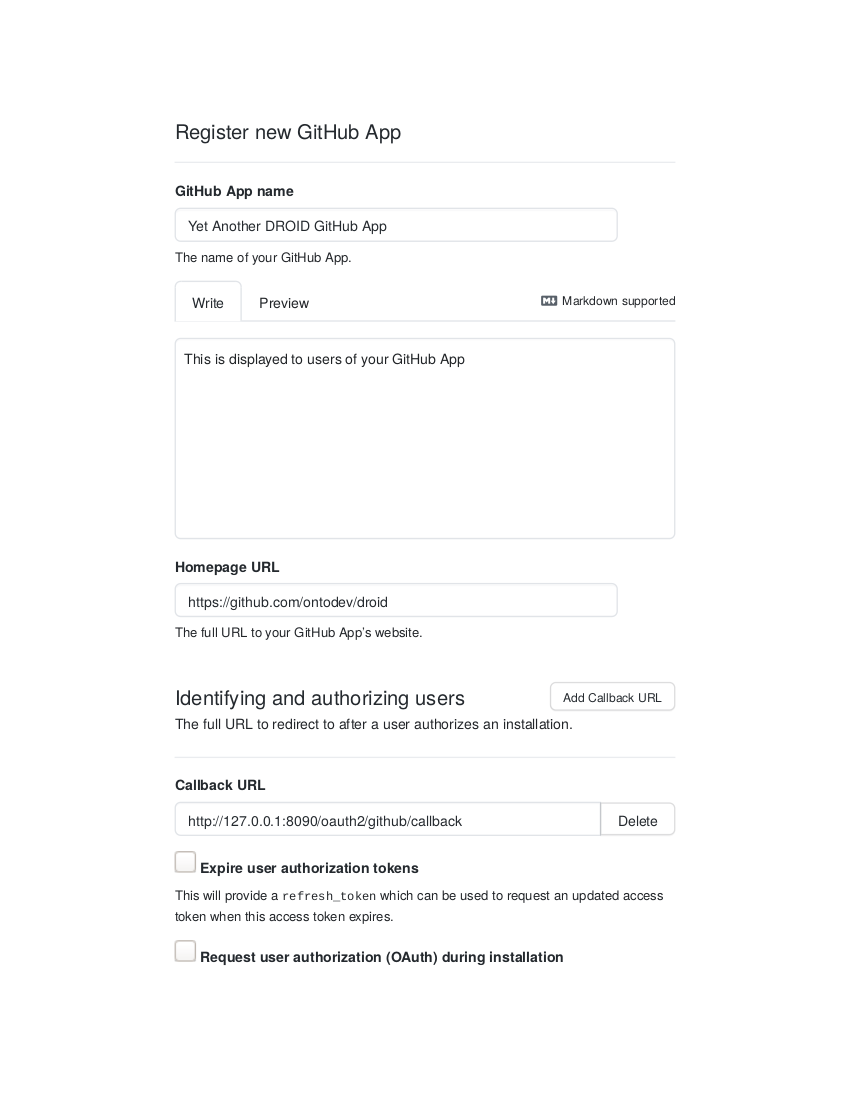 Register new GitHub App
GitHub App name
Yet Another DROID GitHub App
The name of your GitHub App.
Write Preview Markdown supported
This is displayed to users of your GitHub App
Homepage URL
https://github.com/ontodev/droid
The full URL to your GitHub App's website.
Identifying and authorizing users Add Callback URL
The full URL to redirect to after a user authorizes an installation.
Callback URL
http://127.0.0.1:8090/oauth2/github/callback Delete
Expire user authorization tokens
This will provide a refresh_token which can be used to request an updated access
token when this access token expires.
Request user authorization (OAuth) during installation